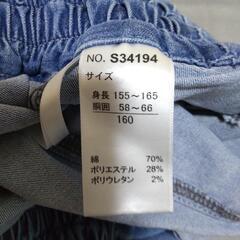 NO. S34194
サイズ
身長 155～165
胴囲 58～66
160
綿 70%
ポリエステル 28%
ポリウレタン 2%